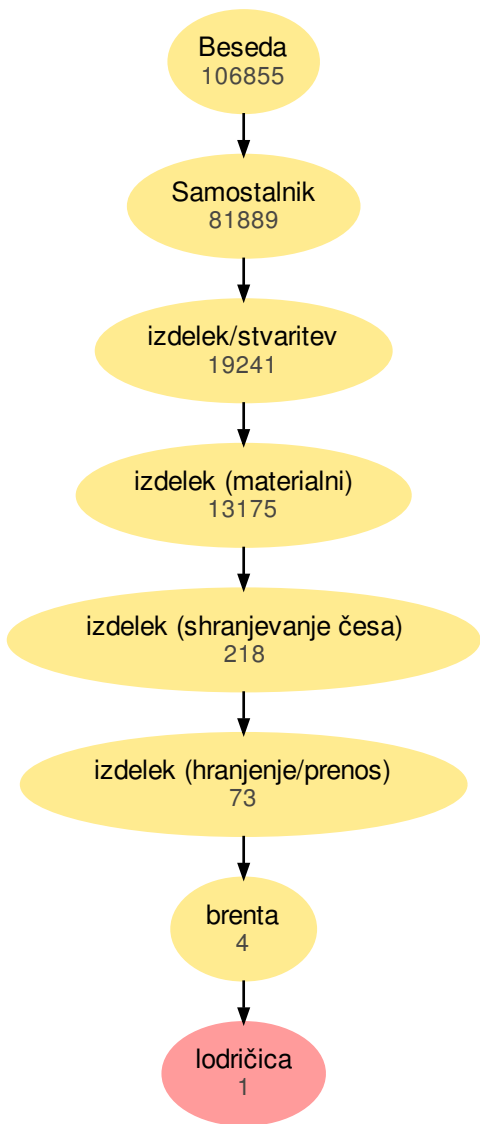 Beseda
106855
Samostalnik
81889
izdelek/stvaritev
19241
izdelek (materialni)
13175
izdelek (shranjevanje česa)
218
izdelek (hranjenje/prenos)
73
brenta
4
lodričica
1